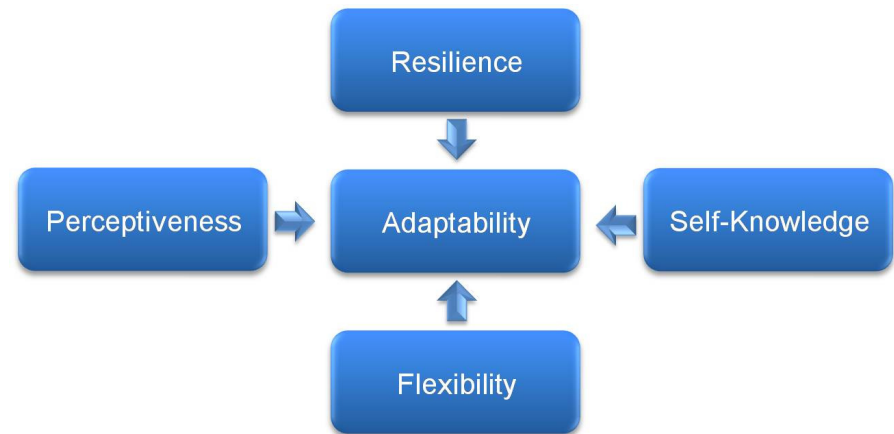 Resilience
Perceptiveness
Adaptability
Self-Knowledge
Flexibility